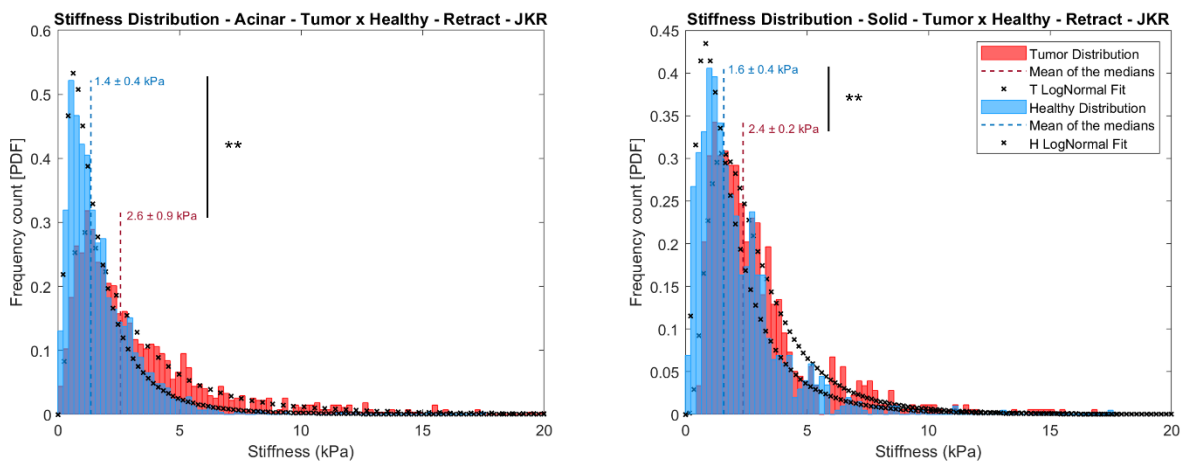 Stiffness Distribution - Acinar - Tumor x Healthy - Retract - JKR
0.6
0.5
0.4
0.3
0.2
0.1
0
Frequency count [PDF]
1.4 ± 0.4 kPa
**
2.6 ± 0.9 kPa
0 5 10 15 20
Stiffness (kPa)
Stiffness Distribution - Solid - Tumor x Healthy - Retract - JKR
0.45
0.4
0.35
0.3
0.25
0.2
0.15
0.1
0.05
0
Frequency count [PDF]
1.6 ± 0.4 kPa
**
2.4 ± 0.2 kPa
Tumor Distribution
Mean of the medians
T LogNormal Fit
Healthy Distribution
Mean of the medians
H LogNormal Fit
0 5 10 15 20
Stiffness (kPa)